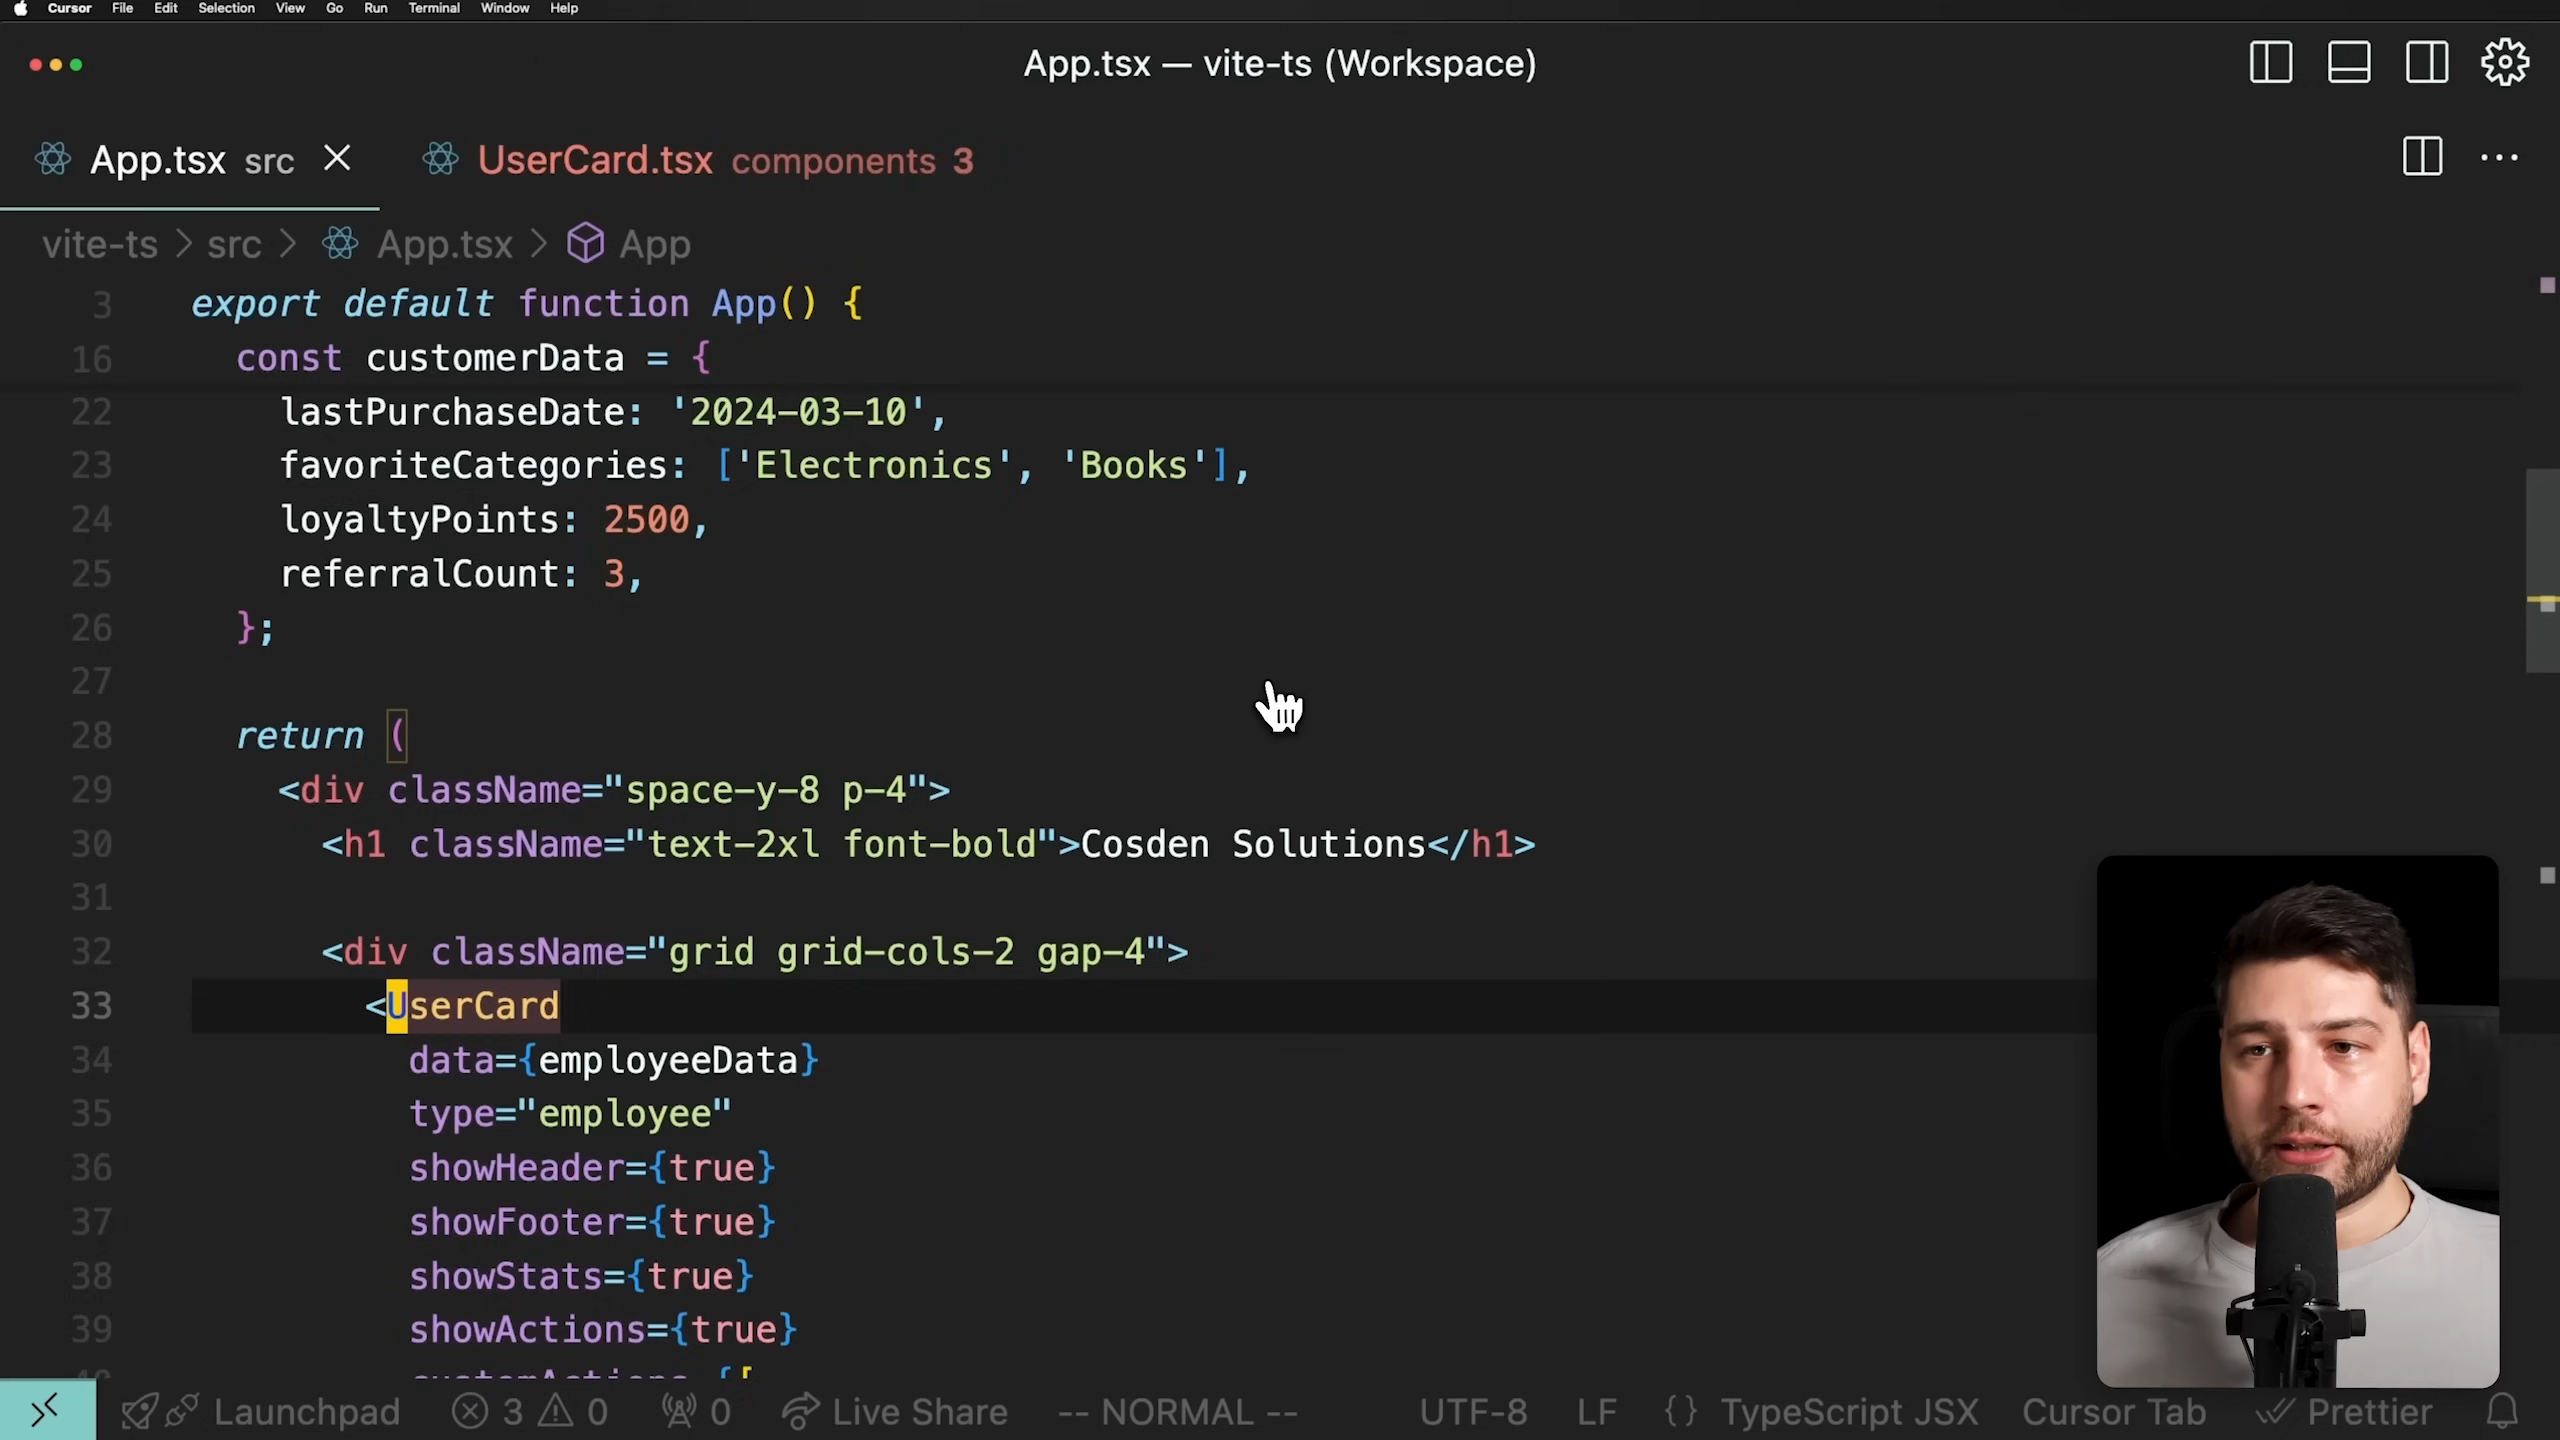 Cursor File Edit Selection View Go Run Terminal Window Help
App.tsx — vite-ts (Workspace)
App.tsx src UserCard.tsx components 3
vite-ts > src > App.tsx > App
3 export default function App() {
16 const customerData = {
22 lastPurchaseDate: '2024-03-10',
23 favoriteCategories: ['Electronics', 'Books'],
24 loyaltyPoints: 2500,
25 referralCount: 3,
26 };
27
28 return (
29 <div className="space-y-8 p-4">
30 <h1 className="text-2xl font-bold">Cosden Solutions</h1>
31
32 <div className="grid grid-cols-2 gap-4">
33 <UserCard
34 data={employeeData}
35 type="employee"
36 showHeader={true}
37 showFooter={true}
38 showStats={true}
39 showActions={true}
Launchpad 3 0 0 Live Share -- NORMAL -- UTF-8 LF {} TypeScript JSX Cursor Tab Prettier